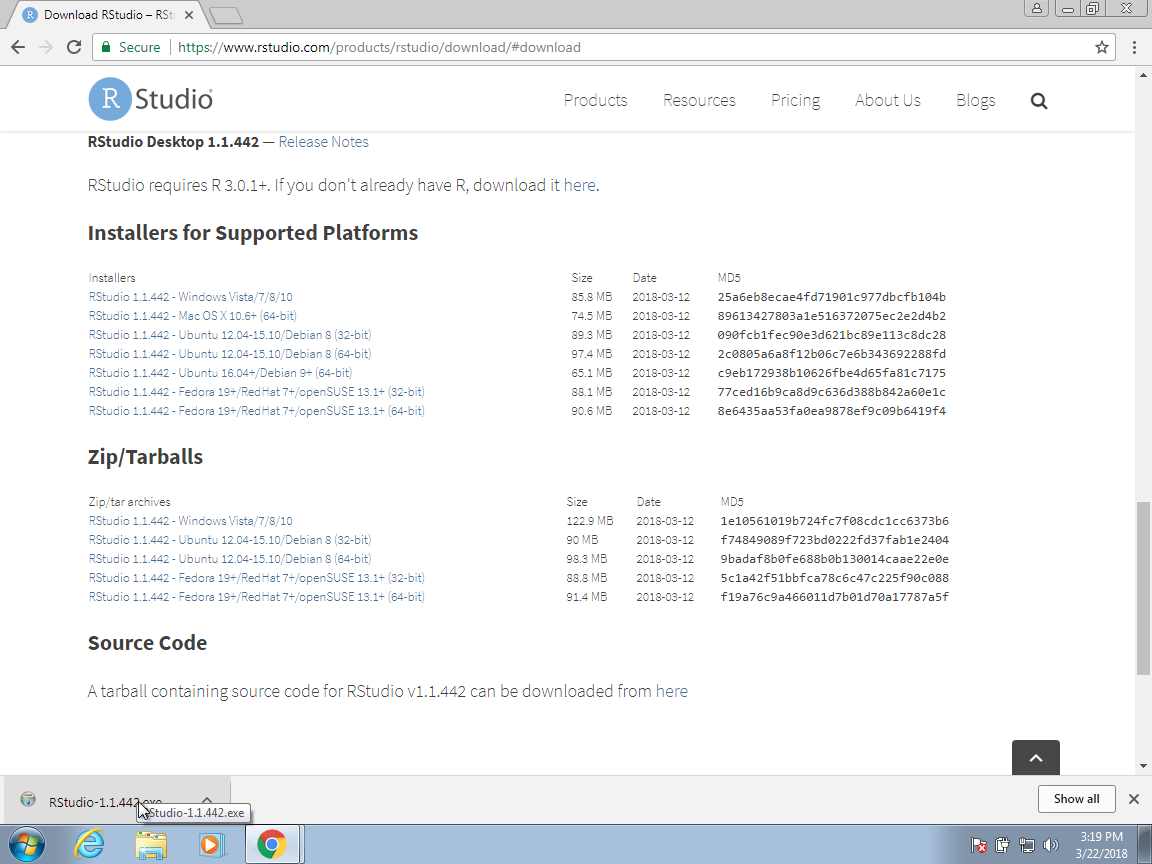 Download RStudio – RSt
Secure
https://www.rstudio.com/products/rstudio/download/#download
R Studio
Products
Resources
Pricing
About Us
Blogs
RStudio Desktop 1.1.442 — Release Notes
RStudio requires R 3.0.1+. If you don't already have R, download it here.
Installers for Supported Platforms
Installers Size Date MD5
RStudio 1.1.442 - Windows Vista/7/8/10 85.8 MB 2018-03-12 25a6eb8ecae4fd71901c977dbcfb104b
RStudio 1.1.442 - Mac OS X 10.6+ (64-bit) 74.5 MB 2018-03-12 89613427803a1e516372075ec2e2d4b2
RStudio 1.1.442 - Ubuntu 12.04-15.10/Debian 8 (32-bit) 89.3 MB 2018-03-12 090fcb1fec90e3d621bc89e113c8dc28
RStudio 1.1.442 - Ubuntu 12.04-15.10/Debian 8 (64-bit) 97.4 MB 2018-03-12 2c0805a6a8f12b06c7e6b343692288fd
RStudio 1.1.442 - Ubuntu 16.04+/Debian 9+ (64-bit) 65.1 MB 2018-03-12 c9eb172938b10626fbe4d65fa81c7175
RStudio 1.1.442 - Fedora 19+/RedHat 7+/openSUSE 13.1+ (32-bit) 88.1 MB 2018-03-12 77ced16b9ca8d9c636d388b842a60e1c
RStudio 1.1.442 - Fedora 19+/RedHat 7+/openSUSE 13.1+ (64-bit) 90.6 MB 2018-03-12 8e6435aa53fa0ea9878ef9c09b6419f4
Zip/Tarballs
Zip/tar archives Size Date MD5
RStudio 1.1.442 - Windows Vista/7/8/10 122.9 MB 2018-03-12 1e10561019b724fc7f08cdc1cc6373b6
RStudio 1.1.442 - Ubuntu 12.04-15.10/Debian 8 (32-bit) 90 MB 2018-03-12 f74849089f723bd0222fd37fab1e2404
RStudio 1.1.442 - Ubuntu 12.04-15.10/Debian 8 (64-bit) 98.3 MB 2018-03-12 9badaf8b0fe688b0b130014caae22e0e
RStudio 1.1.442 - Fedora 19+/RedHat 7+/openSUSE 13.1+ (32-bit) 88.8 MB 2018-03-12 5c1a42f51bbfca78c6c47c225f90c088
RStudio 1.1.442 - Fedora 19+/RedHat 7+/openSUSE 13.1+ (64-bit) 91.4 MB 2018-03-12 f19a76c9a466011d7b01d70a17787a5f
Source Code
A tarball containing source code for RStudio v1.1.442 can be downloaded from here
RStudio-1.1.442.exe
Show all
RStudio-1.1.442.exe
3:19 PM
3/22/2018